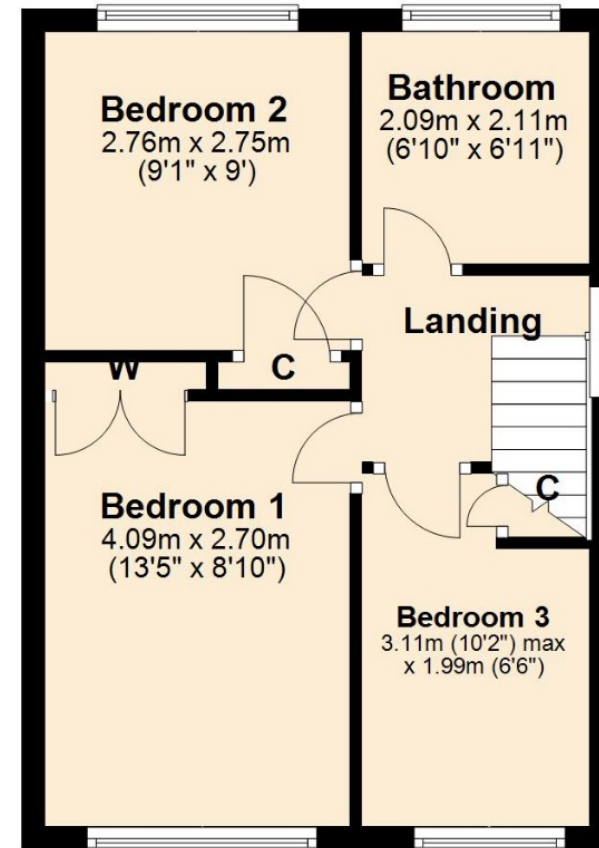 Bedroom 2
2.76m x 2.75m
(9'1" x 9')
Bathroom
2.09m x 2.11m
(6'10" x 6'11")
Landing
W
C
Bedroom 1
4.09m x 2.70m
(13'5" x 8'10")
C
Bedroom 3
3.11m (10'2") max
x 1.99m (6'6")